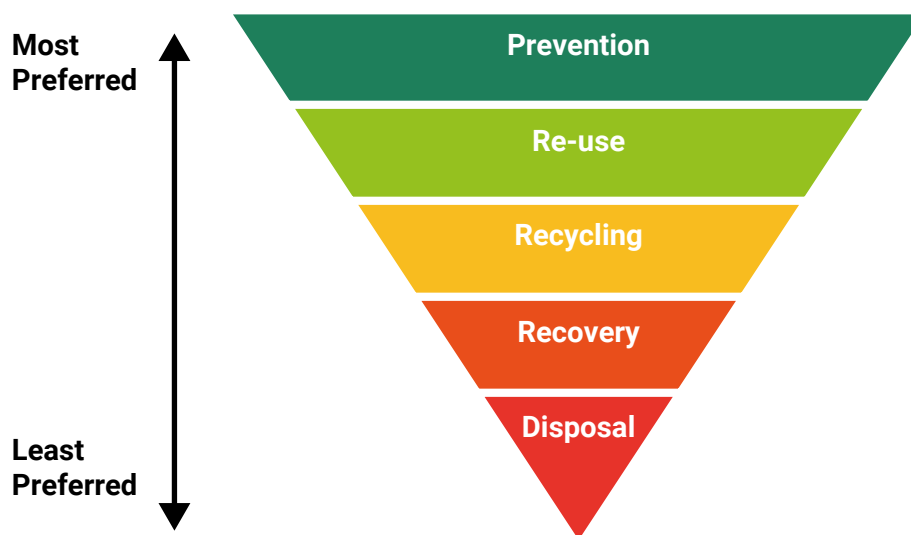 Most
Preferred
Prevention
Re-use
Recycling
Recovery
Disposal
Least
Preferred